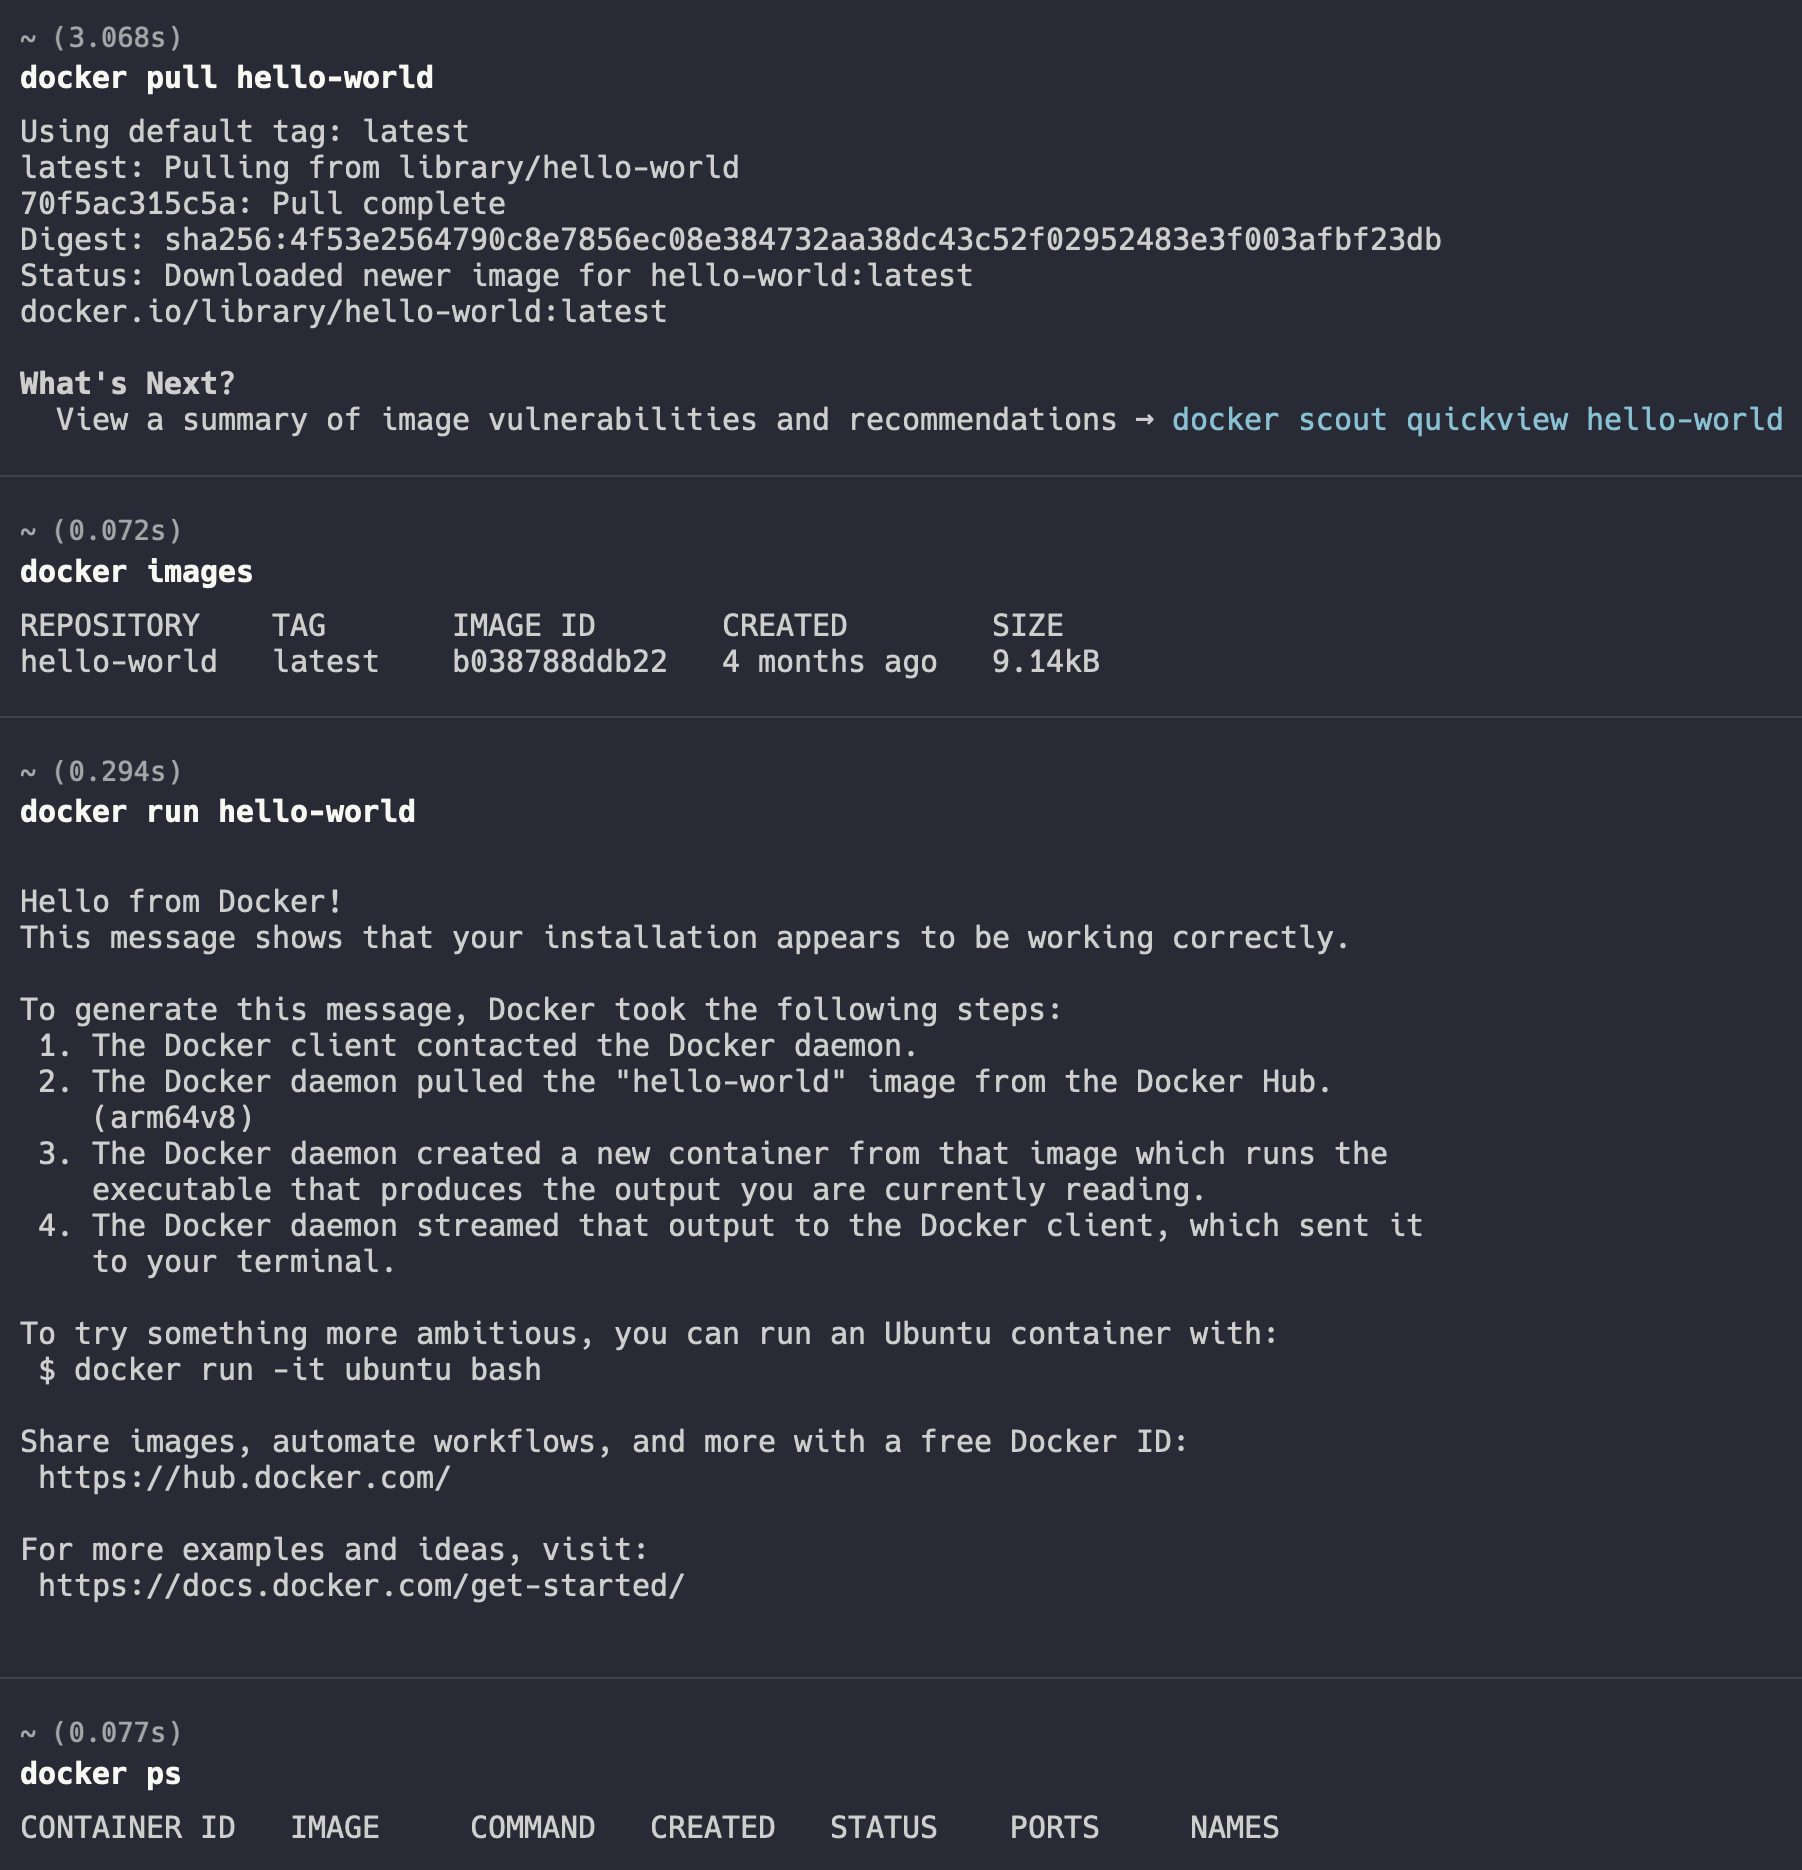 ~ (3.068s)
docker pull hello-world
Using default tag: latest
latest: Pulling from library/hello-world
70f5ac315c5a: Pull complete
Digest: sha256:4f53e2564790c8e7856ec08e384732aa38dc43c52f02952483e3f003afbf23db
Status: Downloaded newer image for hello-world:latest
docker.io/library/hello-world:latest
What's Next?
View a summary of image vulnerabilities and recommendations → docker scout quickview hello-world
~ (0.072s)
docker images
REPOSITORY TAG IMAGE ID CREATED SIZE
hello-world latest b038788ddb22 4 months ago 9.14kB
~ (0.294s)
docker run hello-world
Hello from Docker!
This message shows that your installation appears to be working correctly.
To generate this message, Docker took the following steps:
1. The Docker client contacted the Docker daemon.
2. The Docker daemon pulled the "hello-world" image from the Docker Hub.
(arm64v8)
3. The Docker daemon created a new container from that image which runs the
executable that produces the output you are currently reading.
4. The Docker daemon streamed that output to the Docker client, which sent it
to your terminal.
To try something more ambitious, you can run an Ubuntu container with:
$ docker run -it ubuntu bash
Share images, automate workflows, and more with a free Docker ID:
https://hub.docker.com/
For more examples and ideas, visit:
https://docs.docker.com/get-started/
~ (0.077s)
docker ps
CONTAINER ID IMAGE COMMAND CREATED STATUS PORTS NAMES